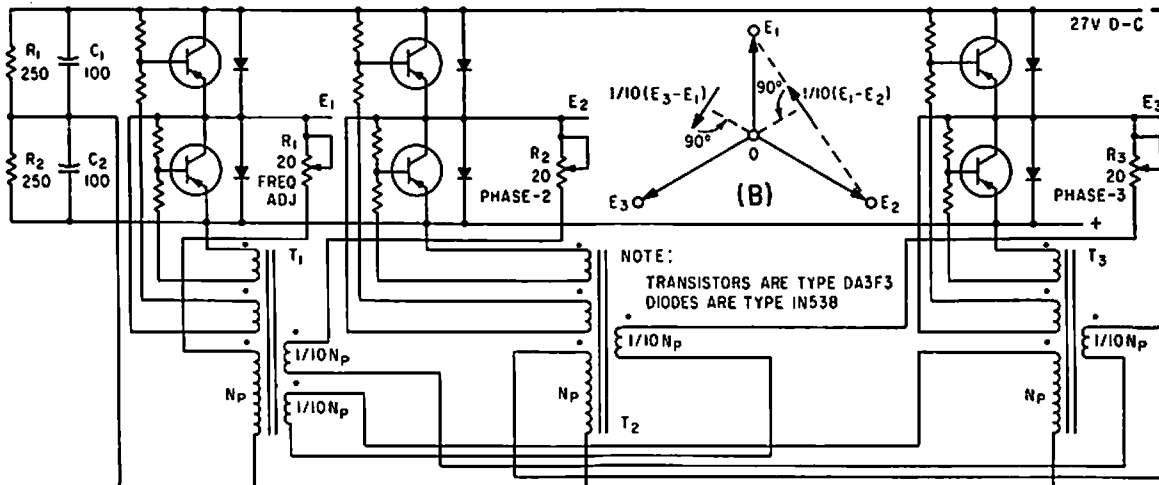 27V D-C
R1
250
C1
100
R2
250
C2
100
E1
R1
20
FREQ
ADJ
E2
R2
20
PHASE-2
E1
1/10(E3-E1)
90°
1/10(E1-E2)
90°
0
E3
(B)
E2
E3
R3
20
PHASE-3
+
T1
NOTE:
TRANSISTORS ARE TYPE DA3F3
DIODES ARE TYPE IN538
T3
1/10NP
1/10NP
1/10NP
NP
1/10NP
NP
NP
T2